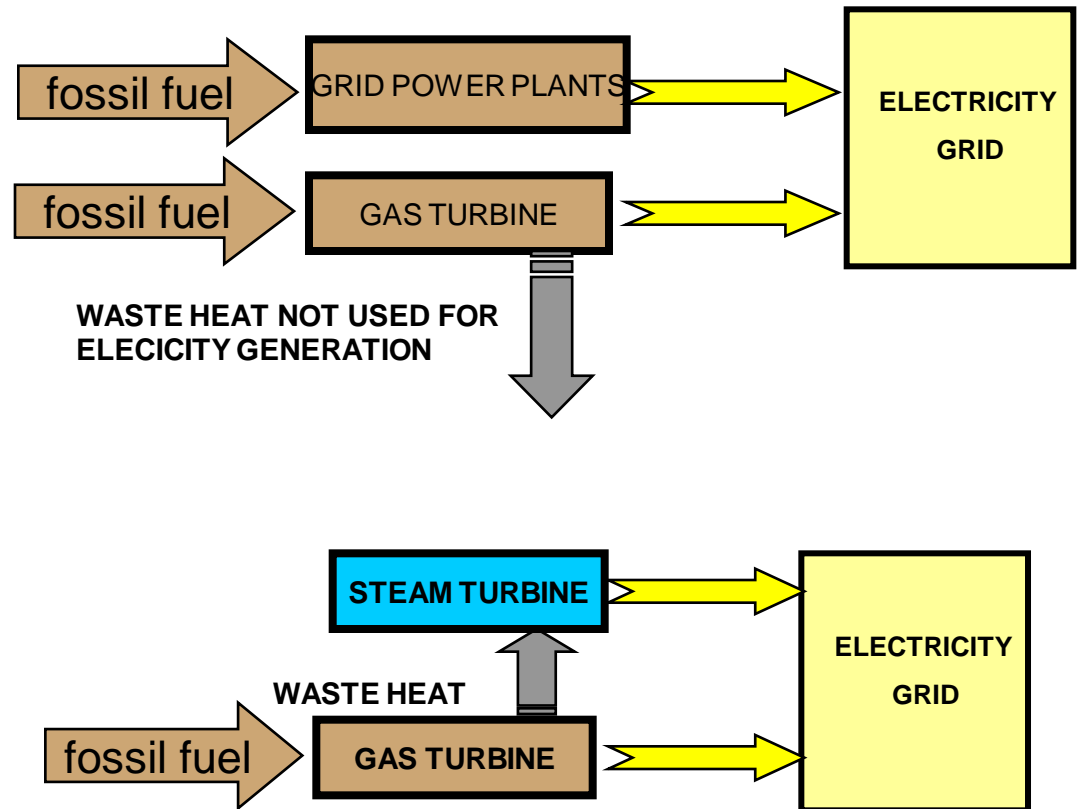 fossil fuel
GRID POWER PLANTS
ELECTRICITY
GRID
fossil fuel
GAS TURBINE
WASTE HEAT NOT USED FOR
ELECICITY GENERATION
STEAM TURBINE
ELECTRICITY
GRID
WASTE HEAT
fossil fuel
GAS TURBINE